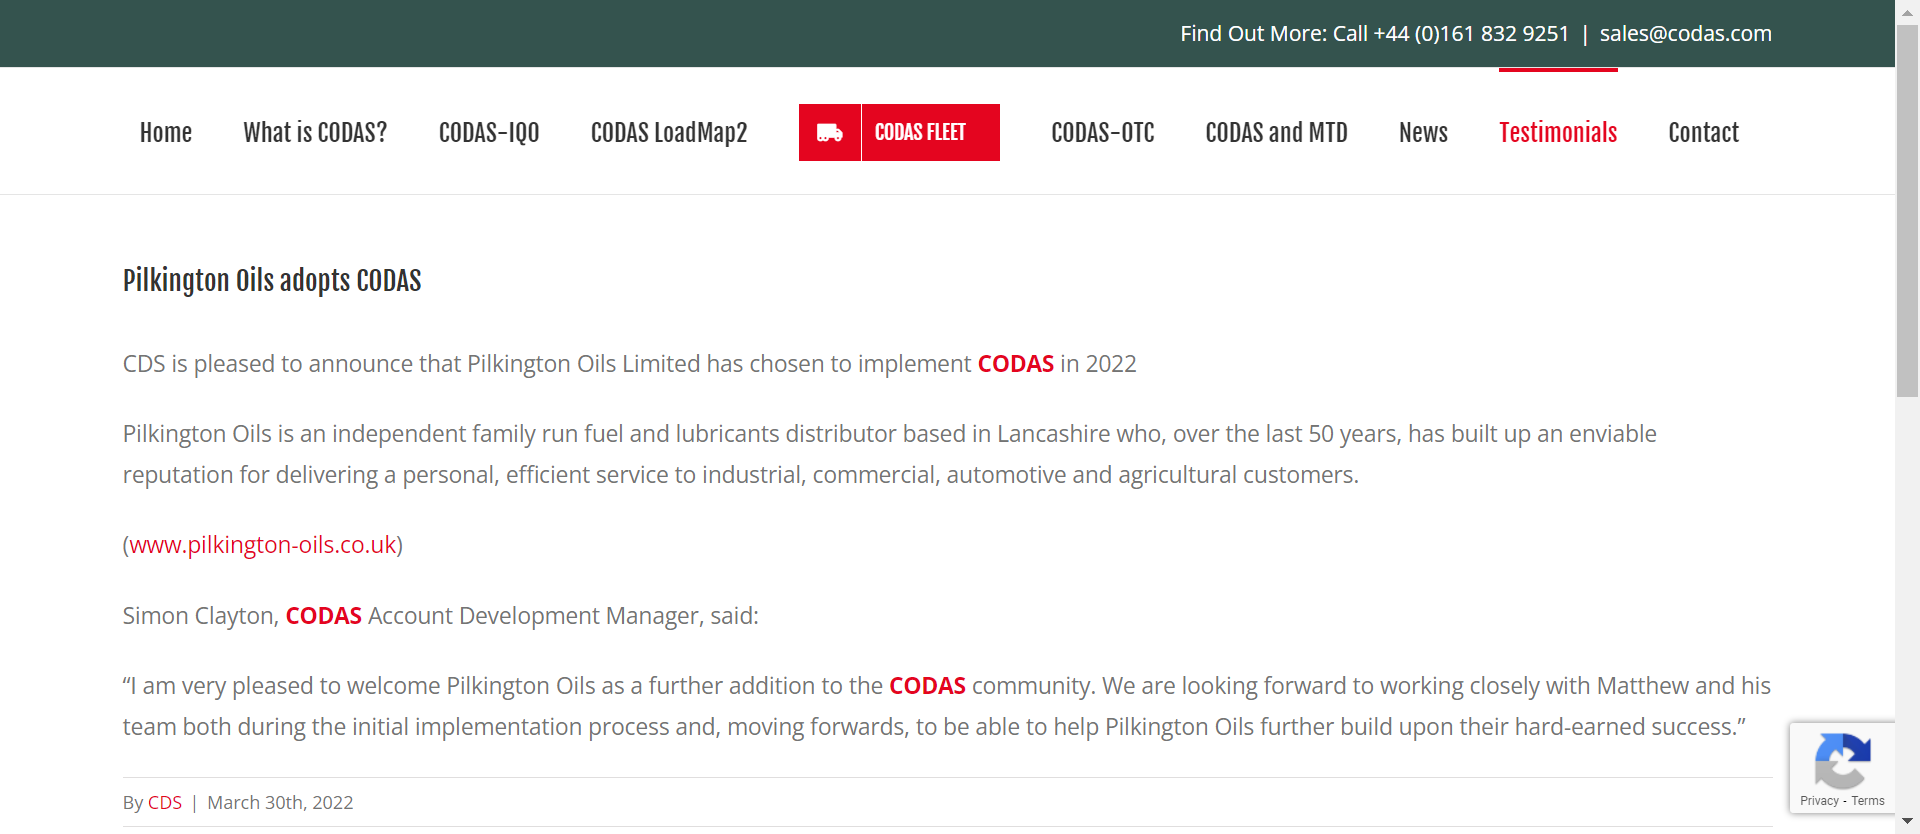 Find Out More: Call +44 (0)161 832 9251 | sales@codas.com
Home What is CODAS? CODAS-IQO CODAS LoadMap2 CODAS FLEET CODAS-OTC CODAS and MTD News Testimonials Contact
Pilkington Oils adopts CODAS
CDS is pleased to announce that Pilkington Oils Limited has chosen to implement CODAS in 2022
Pilkington Oils is an independent family run fuel and lubricants distributor based in Lancashire who, over the last 50 years, has built up an enviable
reputation for delivering a personal, efficient service to industrial, commercial, automotive and agricultural customers.
(www.pilkington-oils.co.uk)
Simon Clayton, CODAS Account Development Manager, said:
“I am very pleased to welcome Pilkington Oils as a further addition to the CODAS community. We are looking forward to working closely with Matthew and his
team both during the initial implementation process and, moving forwards, to be able to help Pilkington Oils further build upon their hard-earned success.”
By CDS | March 30th, 2022
Privacy - Terms